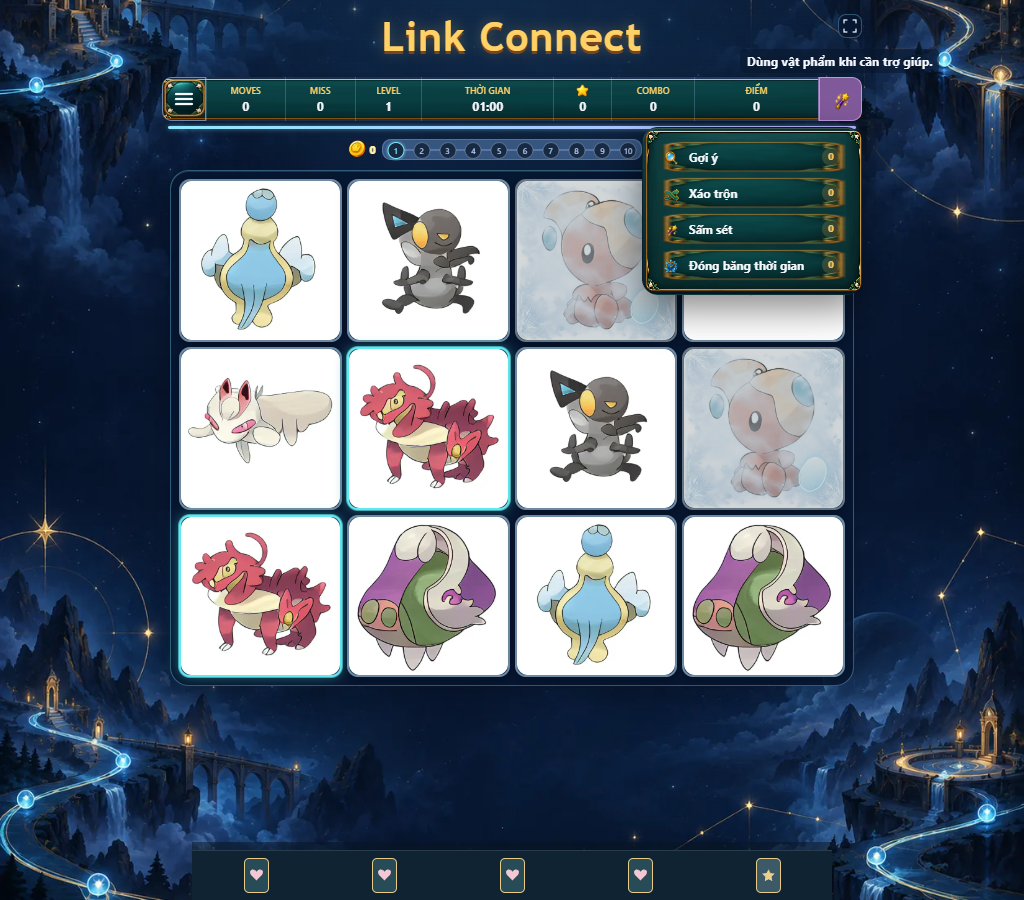 Link Connect
Dùng vật phẩm khi cần trợ giúp.
MOVES MISS LEVEL THỜI GIAN COMBO ĐIỂM
0 0 1 01:00 0 0 0
0 1 2 3 4 5 6 7 8 9 10
Gợi ý 0
Xáo trộn 0
Sấm sét 0
Đóng băng thời gian 0